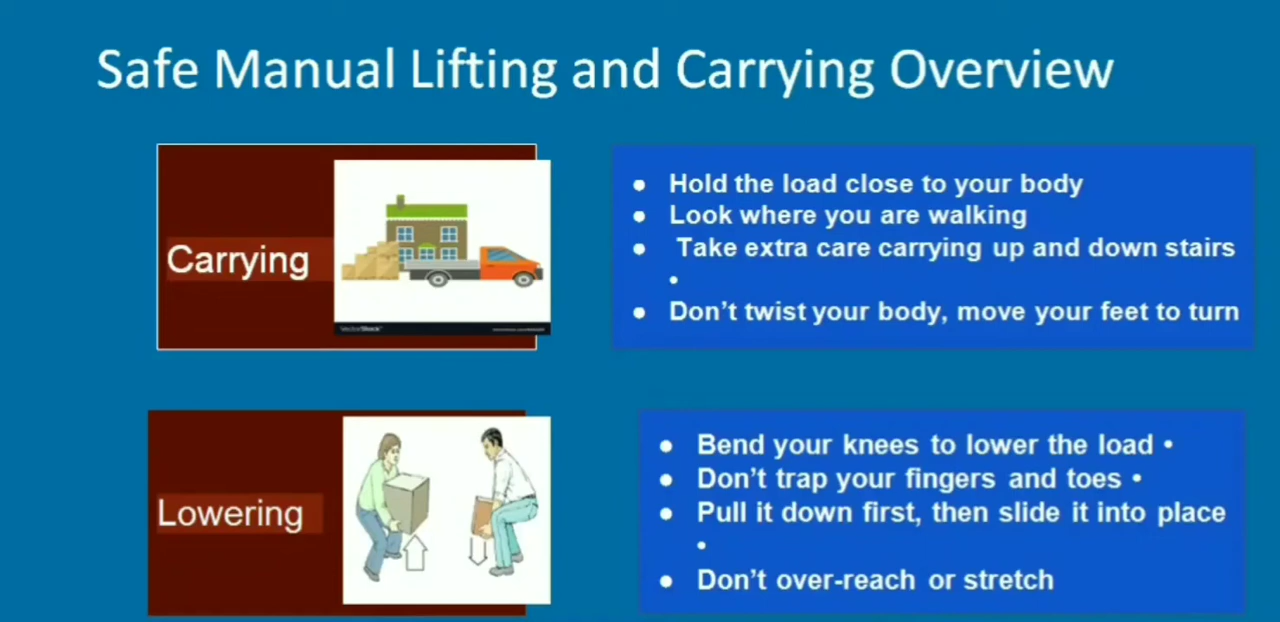 Safe Manual Lifting and Carrying Overview
Carrying
VectorStock
● Hold the load close to your body
● Look where you are walking
● Take extra care carrying up and down stairs
•
● Don't twist your body, move your feet to turn
Lowering
● Bend your knees to lower the load •
● Don't trap your fingers and toes •
● Pull it down first, then slide it into place
•
● Don't over-reach or stretch